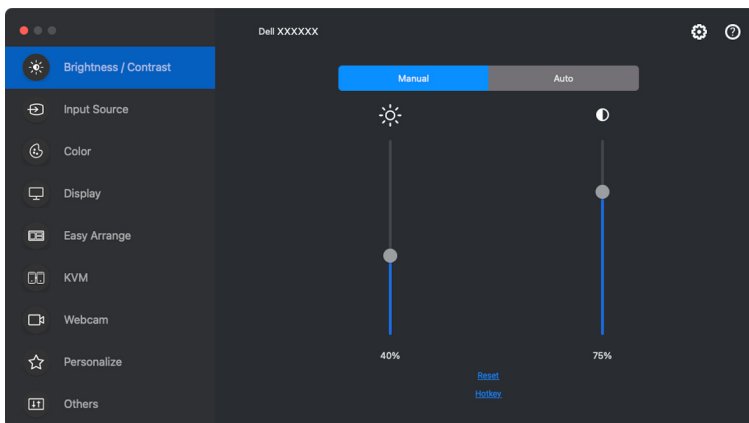 Dell XXXXXX
Brightness / Contrast
Input Source
Color
Display
Easy Arrange
KVM
Webcam
Personalize
Others
Manual
Auto
40%
75%
Reset
Hotkey